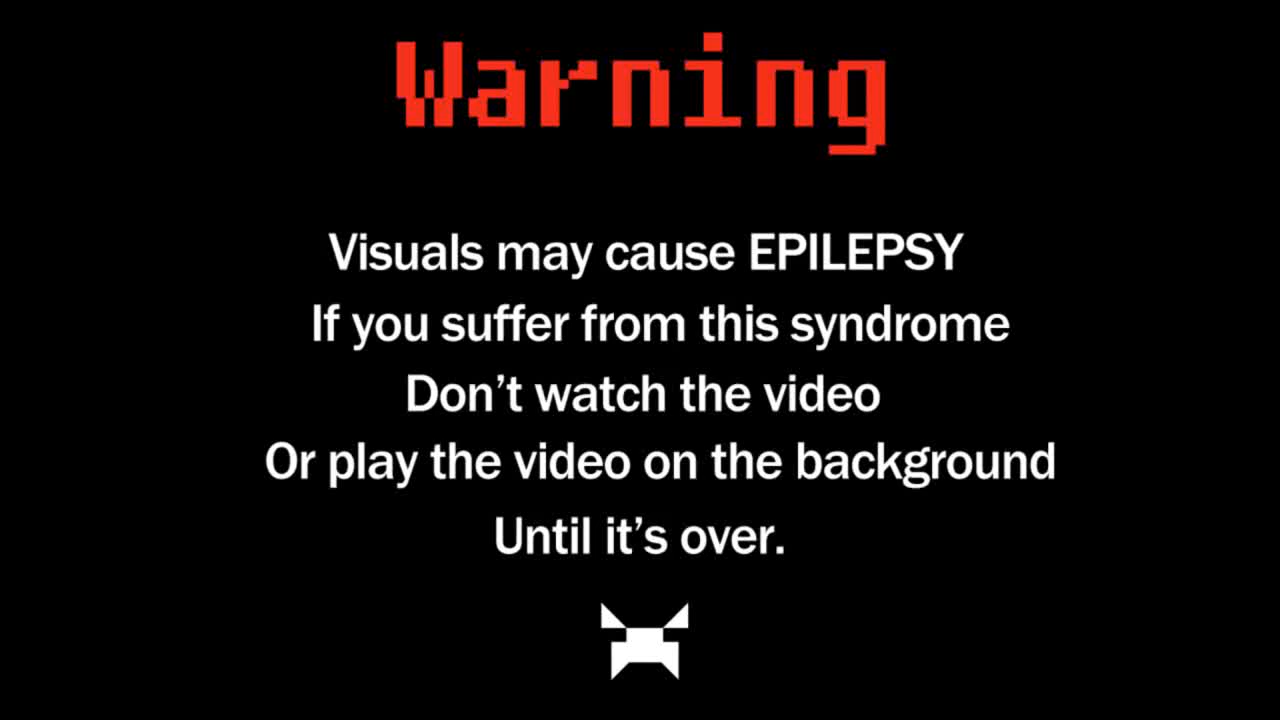 Warning
Visuals may cause EPILEPSY
If you suffer from this syndrome
Don’t watch the video
Or play the video on the background
Until it’s over.